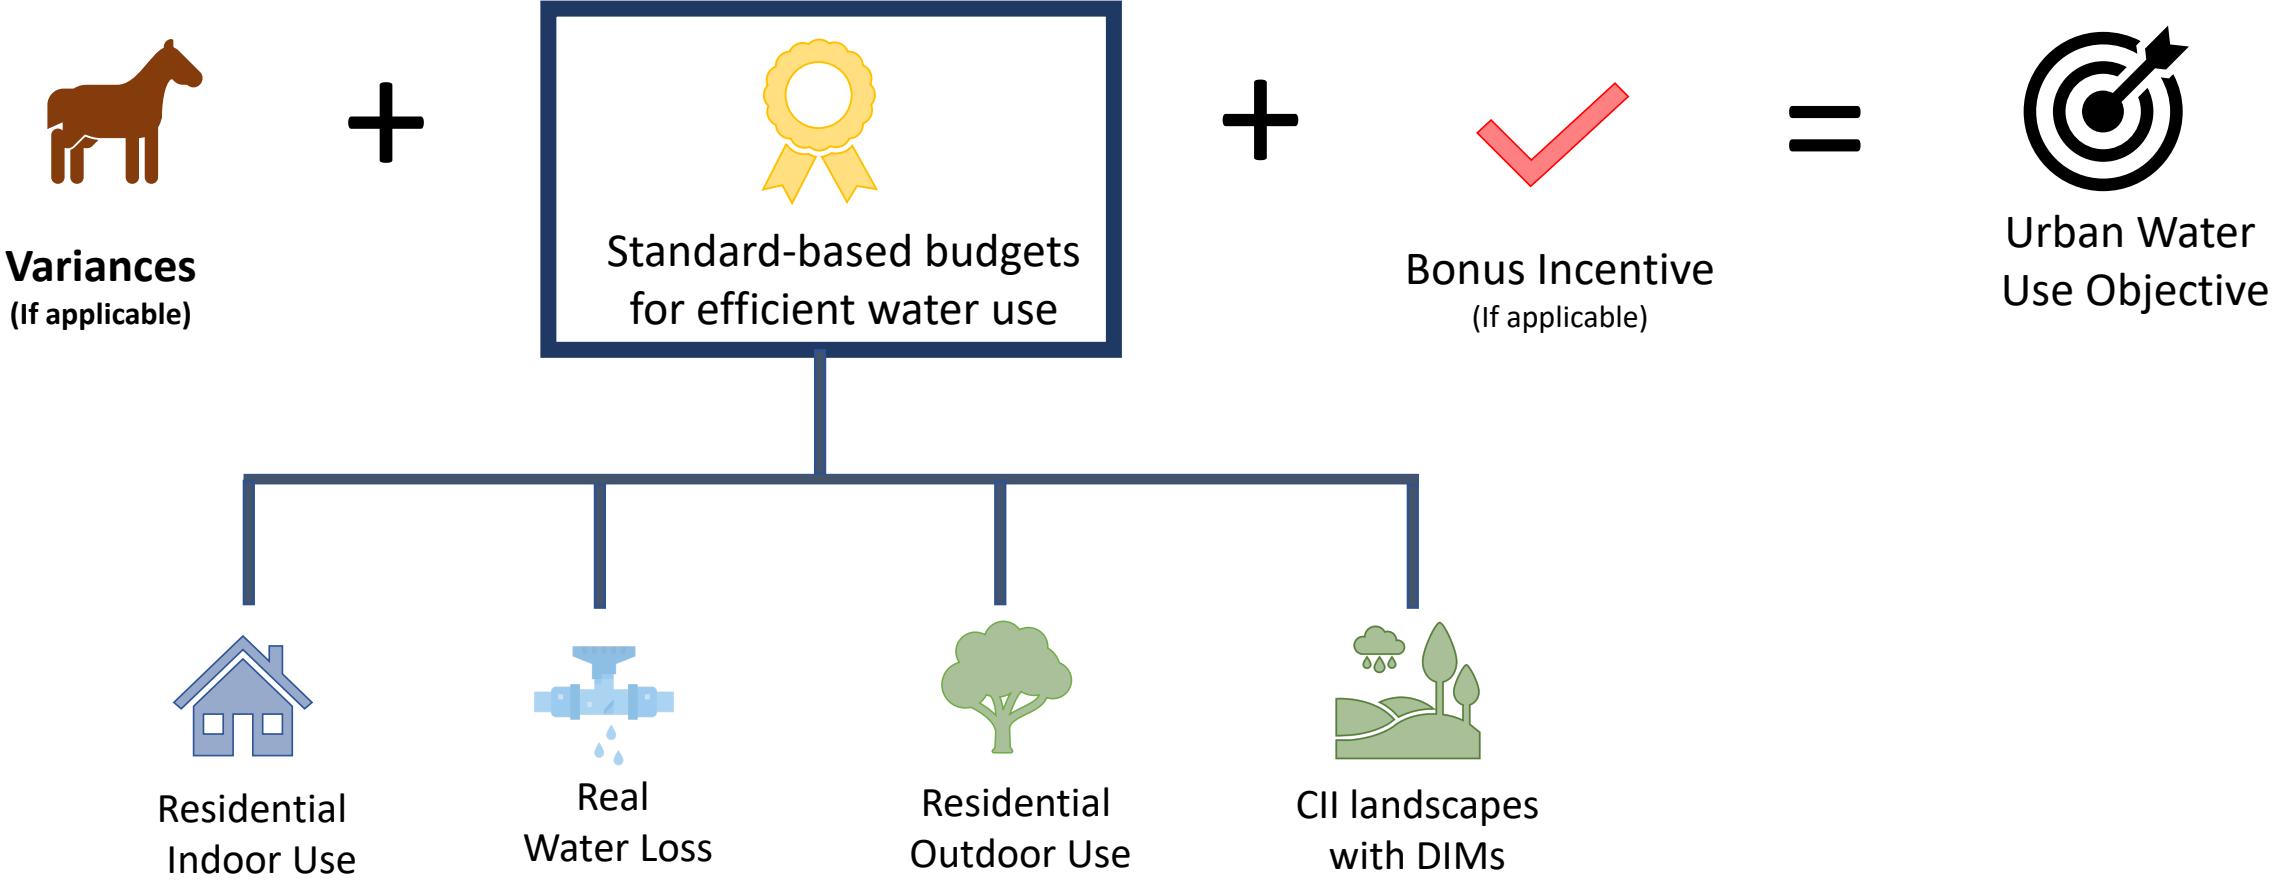 Variances
(If applicable)
+
Standard-based budgets
for efficient water use
+
Bonus Incentive
(If applicable)
=
Urban Water
Use Objective
Residential
Indoor Use
Real
Water Loss
Residential
Outdoor Use
CII landscapes
with DIMs